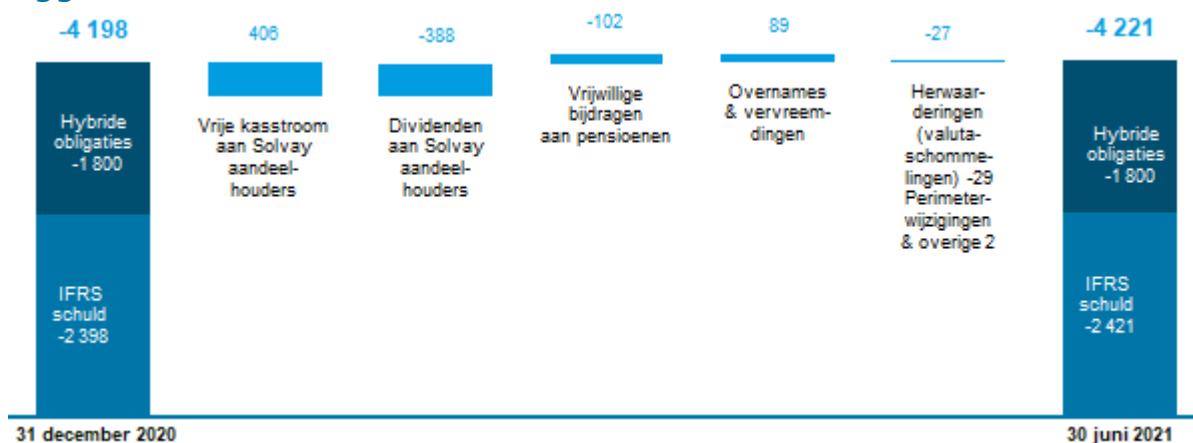 -4 198
406
-388
-102
89
-27
-4 221
Hybride
obligaties
-1 800
Vrije kasstroom
aan Solvay
aandeel-
houders
Dividenden
aan Solvay
aandeel-
houders
Vrijwillige
bijdragen
aan pensioenen
Overnames
& vervreem-
dingen
Herwaar-
deringen
(valuta-
schomme-
lingen) -29
Perimeter-
wijzigingen
& overige 2
Hybride
obligaties
-1 800
IFRS
schuld
-2 398
IFRS
schuld
-2 421
31 december 2020
30 juni 2021